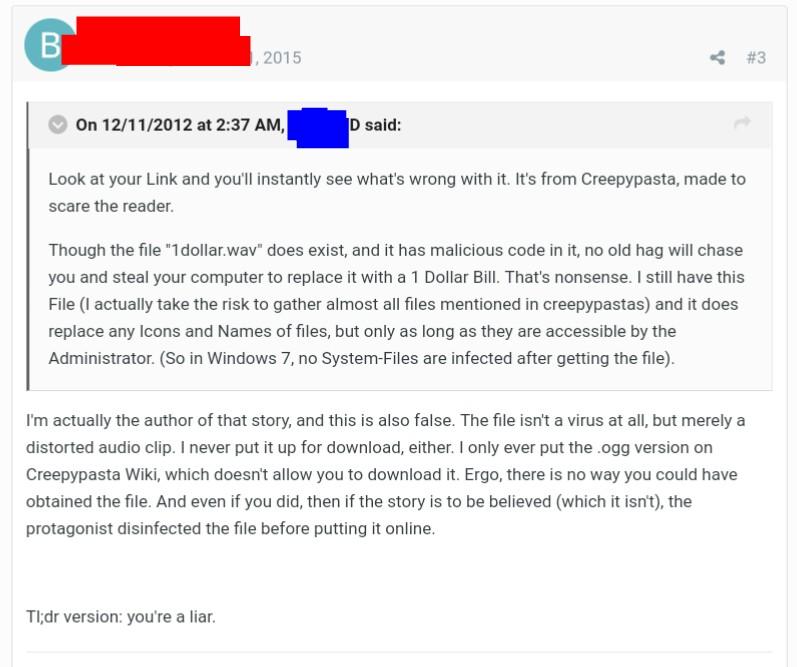 B
, 2015
#3
On 12/11/2012 at 2:37 AM, D said:
Look at your Link and you'll instantly see what's wrong with it. It's from Creepypasta, made to
scare the reader.
Though the file "1dollar.wav" does exist, and it has malicious code in it, no old hag will chase
you and steal your computer to replace it with a 1 Dollar Bill. That's nonsense. I still have this
File (I actually take the risk to gather almost all files mentioned in creepypastas) and it does
replace any Icons and Names of files, but only as long as they are accessible by the
Administrator. (So in Windows 7, no System-Files are infected after getting the file).
I'm actually the author of that story, and this is also false. The file isn't a virus at all, but merely a
distorted audio clip. I never put it up for download, either. I only ever put the .ogg version on
Creepypasta Wiki, which doesn't allow you to download it. Ergo, there is no way you could have
obtained the file. And even if you did, then if the story is to be believed (which it isn't), the
protagonist disinfected the file before putting it online.
Tl;dr version: you're a liar.